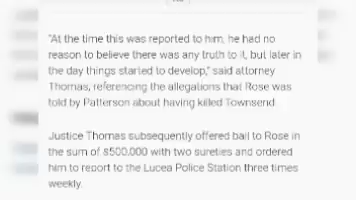 "At the time this was reported to him, he had no
reason to believe there was any truth to it, but later in
the day things started to develop," said attorney
Thomas, referencing the allegations that Rose was
told by Patterson about having killed Townsend.
Justice Thomas subsequently offered bail to Rose in
the sum of $500,000 with two sureties and ordered
him to report to the Lucea Police Station three times
weekly.